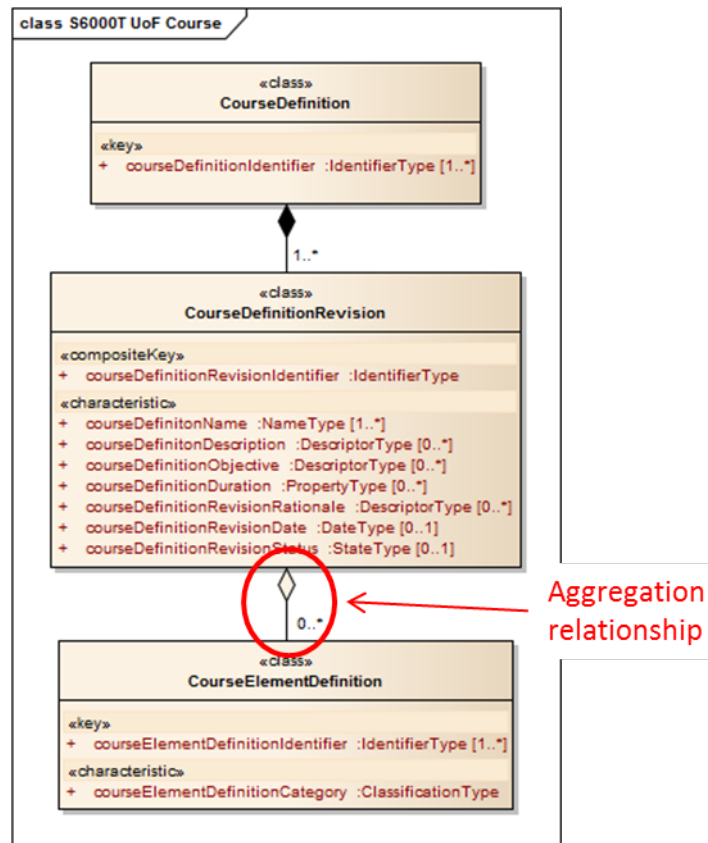 class S6000T UoF Course
«class»
CourseDefinition
«key»
+ courseDefinitionIdentifier :IdentifierType [1..*]
1..*
«class»
CourseDefinitionRevision
«compositeKey»
+ courseDefinitionRevisionIdentifier :IdentifierType
«characteristic»
+ courseDefinitonName :NameType [1..*]
+ courseDefinitonDescription :DescriptorType [0..*]
+ courseDefinitionObjective :DescriptorType [0..*]
+ courseDefinitionDuration :PropertyType [0..*]
+ courseDefinitionRevisionRationale :DescriptorType [0..*]
+ courseDefinitionRevisionDate :DateType [0..1]
+ courseDefinitionRevisionStatus :StateType [0..1]
Aggregation
relationship
0..*
«class»
CourseElementDefinition
«key»
+ courseElementDefinitionIdentifier :IdentifierType [1..*]
«characteristic»
+ courseElementDefinitionCategory :ClassificationType